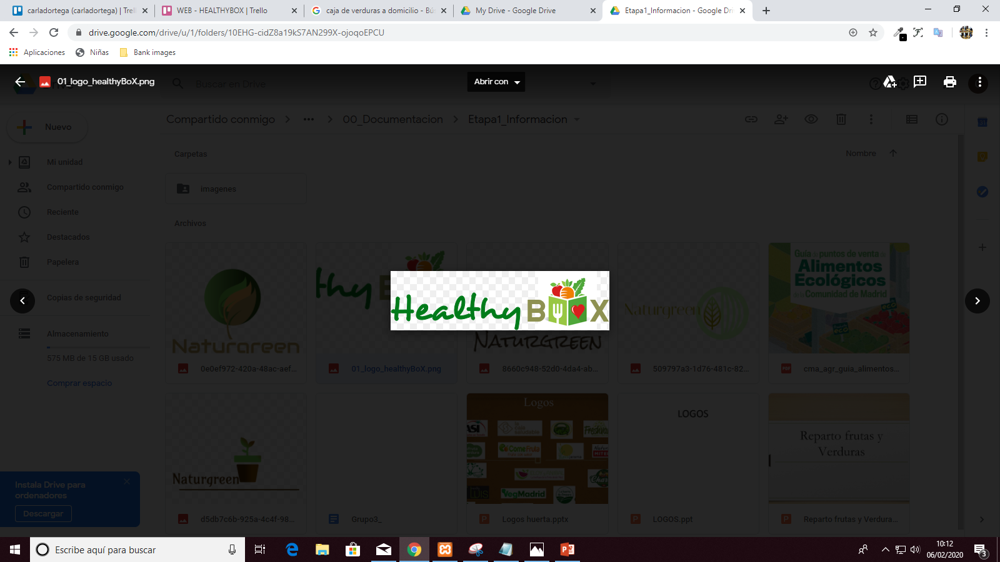 carladortega (carladortega) | Trell
WEB - HEALTHYBOX | Trello
caja de verduras a domicilio - Bús
My Drive - Google Drive
Etapa1_Informacion - Google Dri
drive.google.com/drive/u/1/folders/10EHG-cidZ8a19kS7AN299X-ojoqoEPCU
Aplicaciones
Niñas
Bank images
01_logo_healthyBoX.png
Buscar en Drive
Abrir con
Nuevo
Compartido conmigo
00_Documentacion
Etapa1_Informacion
Carpetas
Nombre
Mi unidad
Compartido conmigo
Reciente
Destacados
Papelera
Copias de seguridad
Almacenamiento
575 MB de 15 GB usado
Comprar espacio
imagenes
Archivos
Naturgreen
0e0ef972-420a-48ac-aef...
thy B
01_logo_healthyBoX.png
Healthy B X
Naturgreen
8660c948-52d0-4da4-ab...
Naturgreen
509797a3-1d76-481c-82...
Guía de puntos de venta de
Alimentos
Ecológicos
de la Comunidad de Madrid
cma_agr_guia_alimentos...
Naturgreen
d5db7c6b-925a-4c4f-98...
Grupo3_
Logos
ComeFruta
VegMadrid
Logos huerta.pptx
LOGOS
LOGOS.ppt
Reparto frutas y
Verduras
Reparto frutas y Verdura...
Instala Drive para
ordenadores
Descargar
Escribe aquí para buscar
10:12
06/02/2020
3